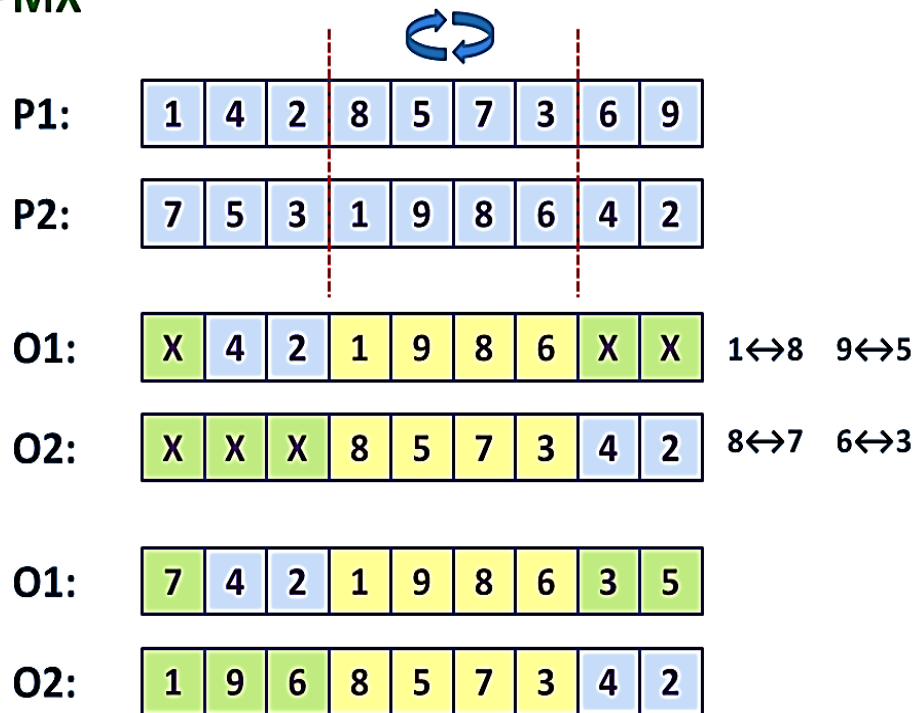 MX
P1: 1 4 2 8 5 7 3 6 9
P2: 7 5 3 1 9 8 6 4 2
O1: X 4 2 1 9 8 6 X X 1↔8 9↔5
O2: X X X 8 5 7 3 4 2 8↔7 6↔3
O1: 7 4 2 1 9 8 6 3 5
O2: 1 9 6 8 5 7 3 4 2